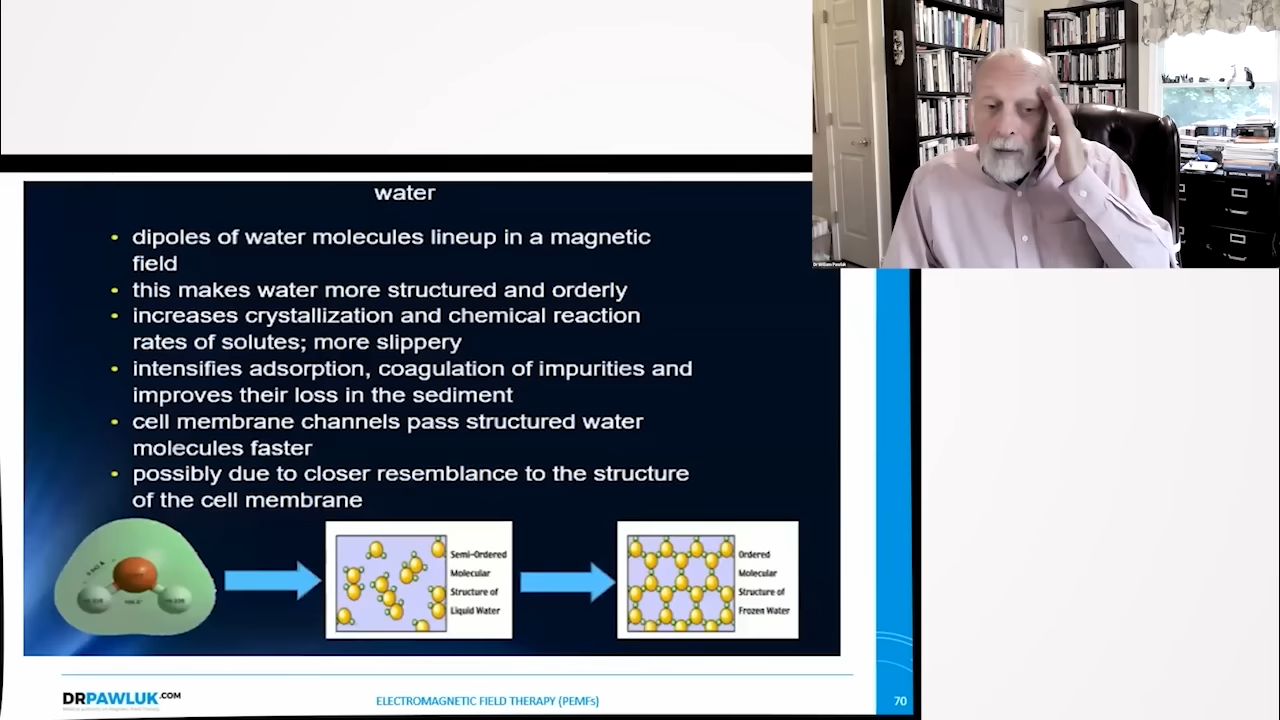 water
dipoles of water molecules lineup in a magnetic
field
this makes water more structured and orderly
increases crystallization and chemical reaction
rates of solutes; more slippery
intensifies adsorption, coagulation of impurities and
improves their loss in the sediment
cell membrane channels pass structured water
molecules faster
possibly due to closer resemblance to the structure
of the cell membrane
Semi-Ordered
Molecular
Structure of
Liquid Water
Ordered
Molecular
Structure of
Frozen Water
DRPAWLUK.COM
ELECTROMAGNETIC FIELD THERAPY (PEMFs)
70
Dr William Pawluk